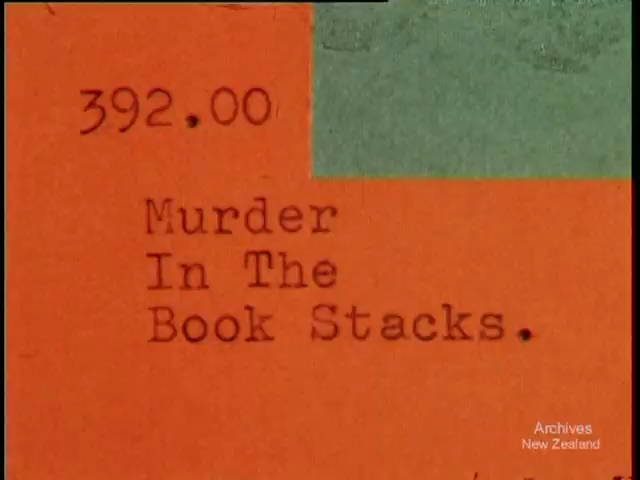 392.00
Murder
In The
Book Stacks.
Archives
New Zealand